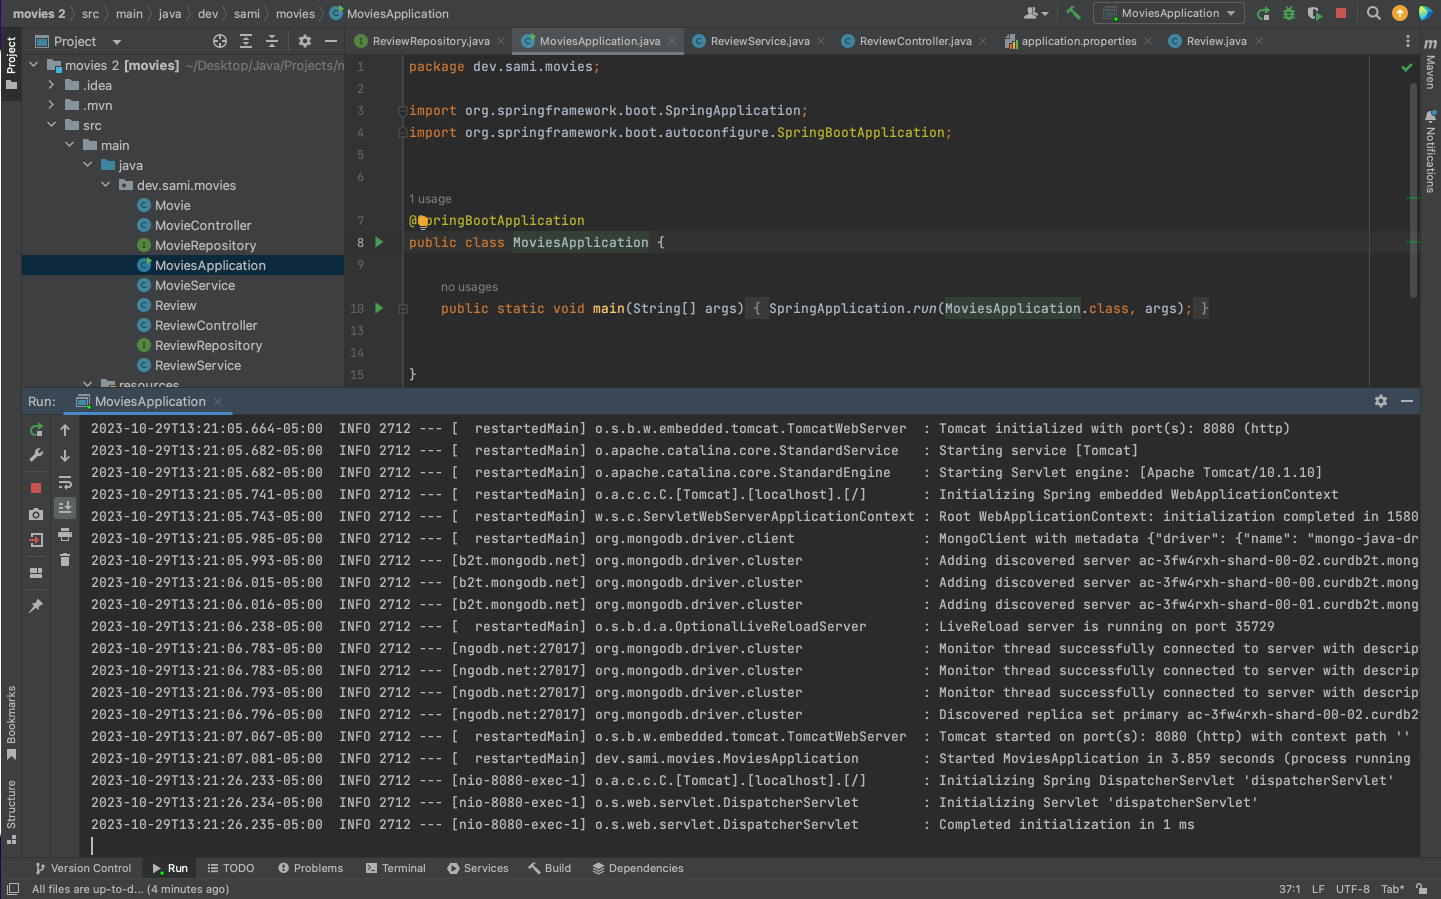 movies 2 src main java dev sami movies MoviesApplication
MoviesApplication
Project
ReviewRepository.java MoviesApplication.java ReviewService.java ReviewController.java application.properties Review.java
Project
movies 2 [movies] ~/Desktop/Java/Projects/m
.idea
.mvn
src
main
java
dev.sami.movies
Movie
MovieController
MovieRepository
MoviesApplication
MovieService
Review
ReviewController
ReviewRepository
ReviewService
resources
1 package dev.sami.movies;
2
3 import org.springframework.boot.SpringApplication;
4 import org.springframework.boot.autoconfigure.SpringBootApplication;
5
6
1 usage
7 @SpringBootApplication
8 public class MoviesApplication {
9
no usages
10 public static void main(String[] args) { SpringApplication.run(MoviesApplication.class, args); }
13
14
15 }
m Maven
Notifications
Run: MoviesApplication
2023-10-29T13:21:05.664-05:00 INFO 2712 --- [ restartedMain] o.s.b.w.embedded.tomcat.TomcatWebServer : Tomcat initialized with port(s): 8080 (http)
2023-10-29T13:21:05.682-05:00 INFO 2712 --- [ restartedMain] o.apache.catalina.core.StandardService : Starting service [Tomcat]
2023-10-29T13:21:05.682-05:00 INFO 2712 --- [ restartedMain] o.apache.catalina.core.StandardEngine : Starting Servlet engine: [Apache Tomcat/10.1.10]
2023-10-29T13:21:05.741-05:00 INFO 2712 --- [ restartedMain] o.a.c.c.C.[Tomcat].[localhost].[/] : Initializing Spring embedded WebApplicationContext
2023-10-29T13:21:05.743-05:00 INFO 2712 --- [ restartedMain] w.s.c.ServletWebServerApplicationContext : Root WebApplicationContext: initialization completed in 1580
2023-10-29T13:21:05.985-05:00 INFO 2712 --- [ restartedMain] org.mongodb.driver.client : MongoClient with metadata {"driver": {"name": "mongo-java-dr
2023-10-29T13:21:05.993-05:00 INFO 2712 --- [b2t.mongodb.net] org.mongodb.driver.cluster : Adding discovered server ac-3fw4rxh-shard-00-02.curdb2t.mong
2023-10-29T13:21:06.015-05:00 INFO 2712 --- [b2t.mongodb.net] org.mongodb.driver.cluster : Adding discovered server ac-3fw4rxh-shard-00-00.curdb2t.mong
2023-10-29T13:21:06.016-05:00 INFO 2712 --- [b2t.mongodb.net] org.mongodb.driver.cluster : Adding discovered server ac-3fw4rxh-shard-00-01.curdb2t.mong
2023-10-29T13:21:06.238-05:00 INFO 2712 --- [ restartedMain] o.s.b.d.a.OptionalLiveReloadServer : LiveReload server is running on port 35729
2023-10-29T13:21:06.783-05:00 INFO 2712 --- [ngodb.net:27017] org.mongodb.driver.cluster : Monitor thread successfully connected to server with descrip
2023-10-29T13:21:06.783-05:00 INFO 2712 --- [ngodb.net:27017] org.mongodb.driver.cluster : Monitor thread successfully connected to server with descrip
2023-10-29T13:21:06.793-05:00 INFO 2712 --- [ngodb.net:27017] org.mongodb.driver.cluster : Monitor thread successfully connected to server with descrip
2023-10-29T13:21:06.796-05:00 INFO 2712 --- [ngodb.net:27017] org.mongodb.driver.cluster : Discovered replica set primary ac-3fw4rxh-shard-00-02.curdb2
2023-10-29T13:21:07.067-05:00 INFO 2712 --- [ restartedMain] o.s.b.w.embedded.tomcat.TomcatWebServer : Tomcat started on port(s): 8080 (http) with context path ''
2023-10-29T13:21:07.081-05:00 INFO 2712 --- [ restartedMain] dev.sami.movies.MoviesApplication : Started MoviesApplication in 3.859 seconds (process running
2023-10-29T13:21:26.233-05:00 INFO 2712 --- [nio-8080-exec-1] o.a.c.c.C.[Tomcat].[localhost].[/] : Initializing Spring DispatcherServlet 'dispatcherServlet'
2023-10-29T13:21:26.234-05:00 INFO 2712 --- [nio-8080-exec-1] o.s.web.servlet.DispatcherServlet : Initializing Servlet 'dispatcherServlet'
2023-10-29T13:21:26.235-05:00 INFO 2712 --- [nio-8080-exec-1] o.s.web.servlet.DispatcherServlet : Completed initialization in 1 ms
Bookmarks
Structure
Version Control Run TODO Problems Terminal Services Build Dependencies
All files are up-to-d... (4 minutes ago)
37:1 LF UTF-8 Tab*